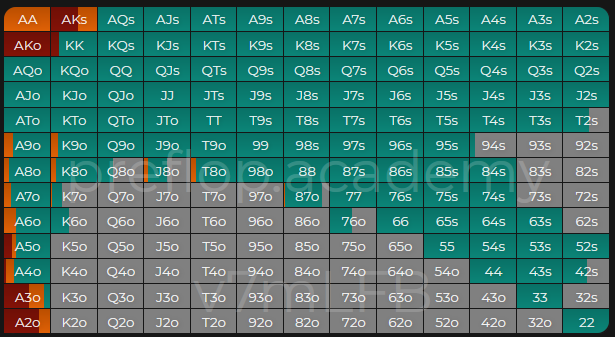 AA AKs AQs AJs ATs A9s A8s A7s A6s A5s A4s A3s A2s
AKo KK KQs KJs KTs K9s K8s K7s K6s K5s K4s K3s K2s
AQo KQo QQ QJs QTs Q9s Q8s Q7s Q6s Q5s Q4s Q3s Q2s
AJo KJo QJo JJ JTs J9s J8s J7s J6s J5s J4s J3s J2s
ATo KTo QTo JTo TT T9s T8s T7s T6s T5s T4s T3s T2s
A9o K9o Q9o J9o T9o 99 98s 97s 96s 95s 94s 93s 92s
preflop.academy
A8o K8o Q8o J8o T8o 98o 88 87s 86s 85s 84s 83s 82s
A7o K7o Q7o J7o T7o 97o 87o 77 76s 75s 74s 73s 72s
A6o K6o Q6o J6o T6o 96o 86o 76o 66 65s 64s 63s 62s
A5o K5o Q5o J5o T5o 95o 85o 75o 65o 55 54s 53s 52s
A4o K4o Q4o J4o T4o 94o 84o 74o 64o 54o 44 43s 42s
v7mLFB
A3o K3o Q3o J3o T3o 93o 83o 73o 63o 53o 43o 33 32s
A2o K2o Q2o J2o T2o 92o 82o 72o 62o 52o 42o 32o 22